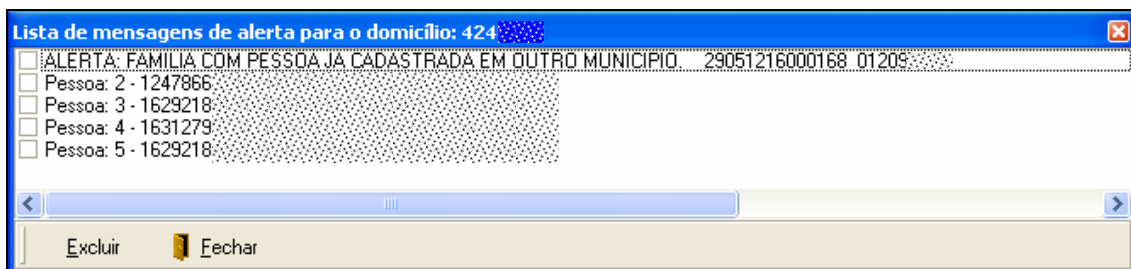 Lista de mensagens de alerta para o domicílio: 424
ALERTA: FAMILIA COM PESSOA JA CADASTRADA EM OUTRO MUNICIPIO. 29051216000168 01209
Pessoa: 2 - 1247866
Pessoa: 3 - 1629218
Pessoa: 4 - 1631279
Pessoa: 5 - 1629218
Excluir Fechar